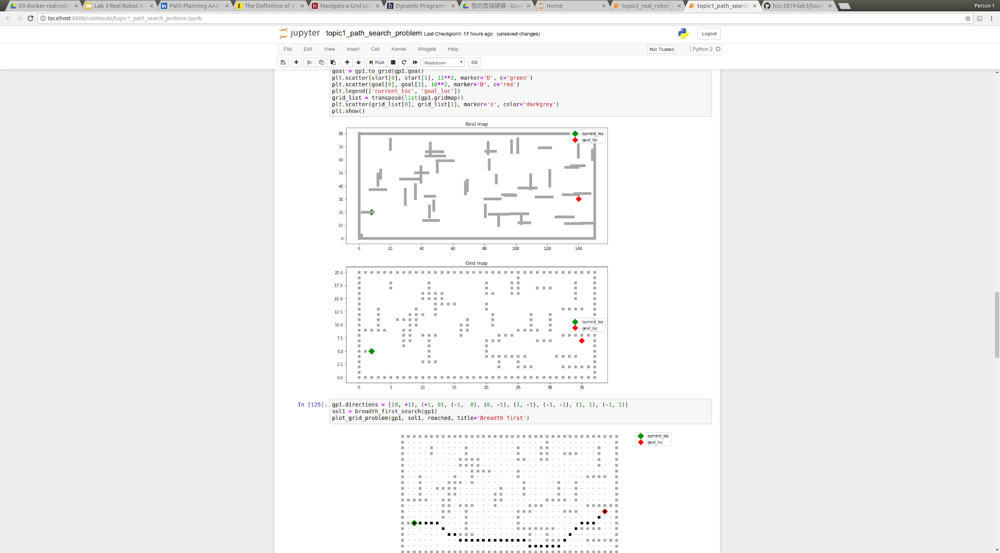 03-docker-real-robo
Lab 3 Real Robot A s
Path Planning And
The Definition of a
Navigate a Grid Usi
Dynamic Programm
我的雲端硬碟 - Goo
Home
topic2_real_robot_
topic1_path_search
hcc-2019-lab3/topic
Person 1
localhost:8888/notebooks/topic1_path_search_problem.ipynb
jupyter topic1_path_search_problem Last Checkpoint: 17 hours ago (unsaved changes)
Logout
File Edit View Insert Cell Kernel Widgets Help
Not Trusted
Python 2
Run
Markdown
goal = gp1.to_grid(gp1.goal)
plt.scatter(start[0], start[1], 11**2, marker='D', c='green')
plt.scatter(goal[0], goal[1], 10**2, marker='D', c='red')
plt.legend(['current_loc', 'goal_loc'])
grid_list = transpose(list(gp1.gridmap))
plt.scatter(grid_list[0], grid_list[1], marker='s', color='darkgrey')
plt.show()
Real map
current_loc
goal_loc
80
70
60
50
40
30
20
10
0
0 20 40 60 80 100 120 140
Grid map
20.0
17.5
15.0
12.5
10.0
7.5
5.0
2.5
0.0
current_loc
goal_loc
0 5 10 15 20 25 30 35
In [125]:
gp1.directions = [(0, +1), (+1, 0), (-1,  0), (0, -1), (1, -1), (-1, -1), (1, 1), (-1, 1)]
sol1 = breadth_first_search(gp1)
plot_grid_problem(gp1, sol1, reached, title='Breadth first')
current_loc
goal_loc